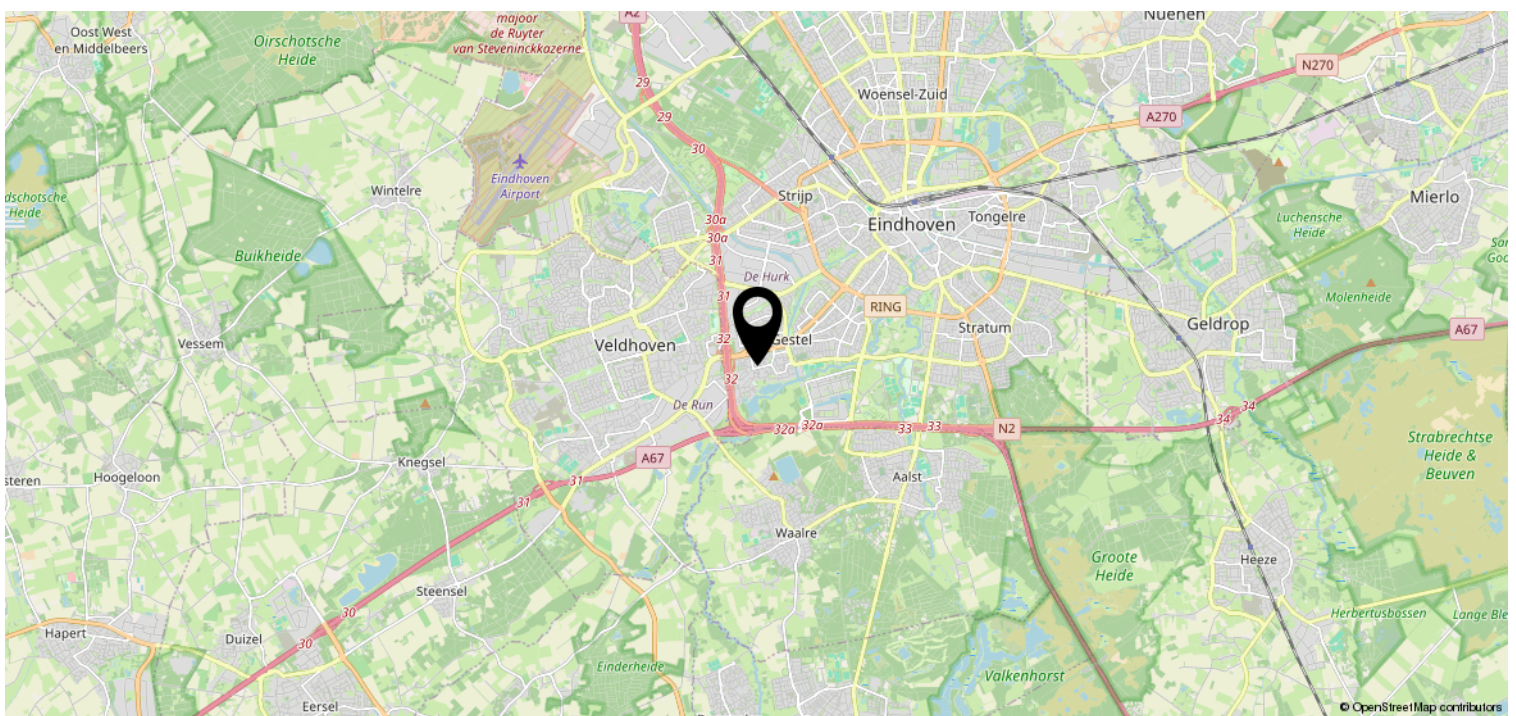 A2
majoor
de Ruyter
van Steveninckkazerne
Nuenen
Oost West
en Middelbeers
Oirschotsche
Heide
N270
29
Woensel-Zuid
29
A270
30
Eindhoven
Airport
Wintelre
Strijp
Mierlo
Heide
30a
Eindhoven
Tongelre
Luchensche
Heide
30a
Buikheide
31
De Hurk
31
Molenheide
RING
Geldrop
A67
Stratum
Vessem
Veldhoven
32
Gestel
32
De Run
34
34
32a
32a
33
33
N2
Strabrechtse
Heide &
Beuven
A67
Knegsel
Hoogeloon
steren
31
31
Aalst
Waalre
Groote
Heide
Heeze
Steensel
30
Herbertusbossen
Lange Ble
Hapert
Duizel
30
Einderheide
Valkenhorst
Eersel
© OpenStreetMap contributors